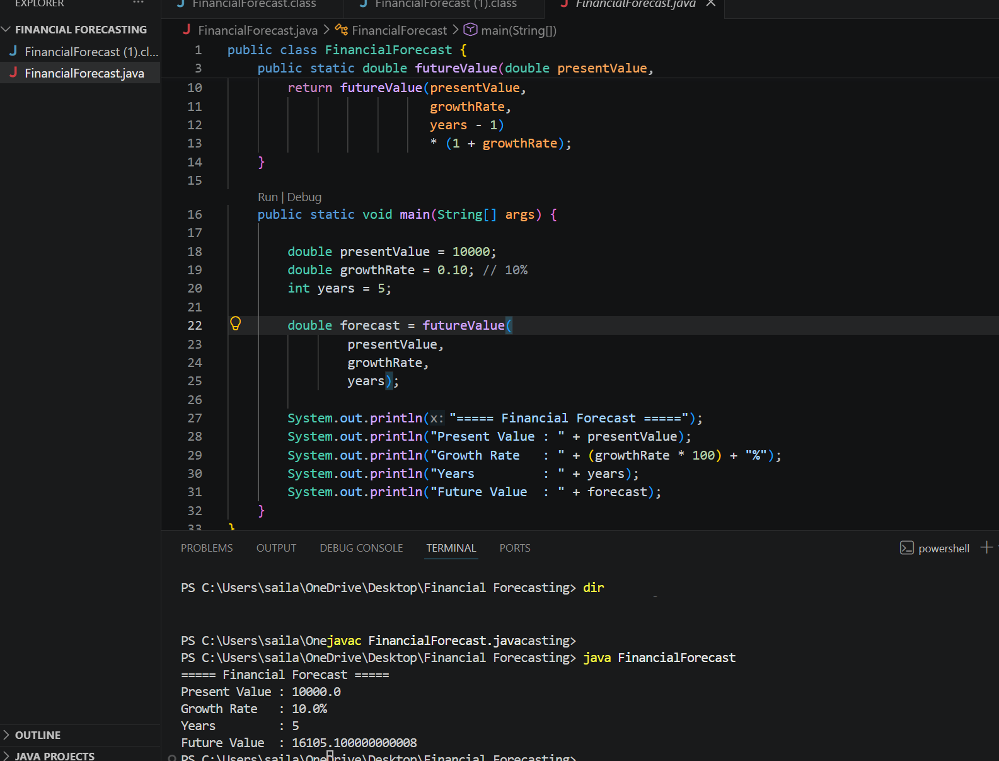 EXPLORER ...
FinancialForecast.class
FinancialForecast (1).class
FinancialForecast.java
FINANCIAL FORECASTING
FinancialForecast (1).cl...
FinancialForecast.java
FinancialForecast.java > FinancialForecast > main(String[])
1 public class FinancialForecast {
3 public static double futureValue(double presentValue,
10 return futureValue(presentValue,
11 growthRate,
12 years - 1)
13 * (1 + growthRate);
14 }
15
Run | Debug
16 public static void main(String[] args) {
17
18 double presentValue = 10000;
19 double growthRate = 0.10; // 10%
20 int years = 5;
21
22 double forecast = futureValue(
23 presentValue,
24 growthRate,
25 years);
26
27 System.out.println(x: "===== Financial Forecast =====");
28 System.out.println("Present Value : " + presentValue);
29 System.out.println("Growth Rate   : " + (growthRate * 100) + "%");
30 System.out.println("Years         : " + years);
31 System.out.println("Future Value  : " + forecast);
32 }
33 }
PROBLEMS OUTPUT DEBUG CONSOLE TERMINAL PORTS
powershell
PS C:\Users\saila\OneDrive\Desktop\Financial Forecasting> dir
PS C:\Users\saila\Onejavac FinancialForecast.javacasting>
PS C:\Users\saila\OneDrive\Desktop\Financial Forecasting> java FinancialForecast
===== Financial Forecast =====
Present Value : 10000.0
Growth Rate   : 10.0%
Years         : 5
Future Value  : 16105.100000000008
PS C:\Users\saila\OneDrive\Desktop\Financial Forecasting>
OUTLINE
JAVA PROJECTS